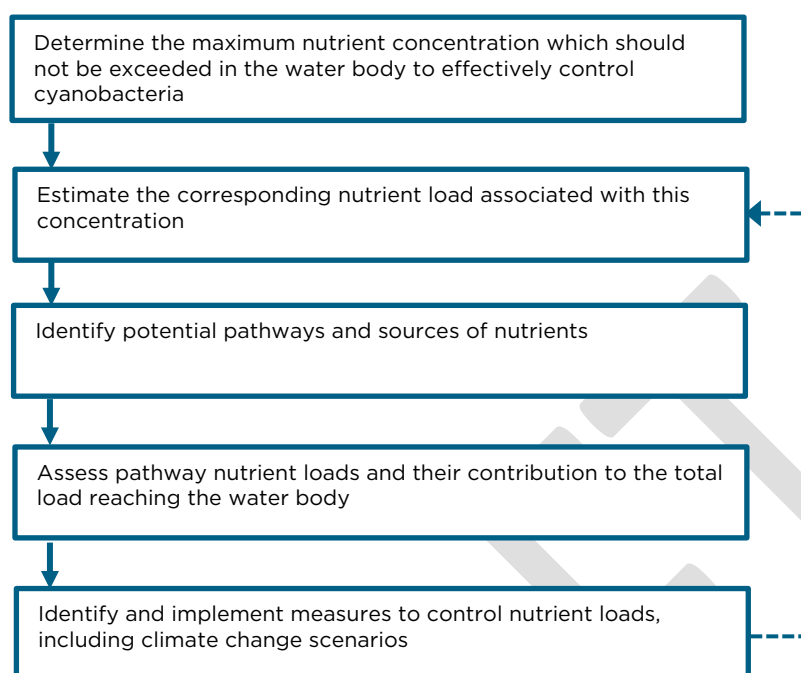 Determine the maximum nutrient concentration which should
not be exceeded in the water body to effectively control
cyanobacteria
Estimate the corresponding nutrient load associated with this
concentration
Identify potential pathways and sources of nutrients
Assess pathway nutrient loads and their contribution to the total
load reaching the water body
Identify and implement measures to control nutrient loads,
including climate change scenarios